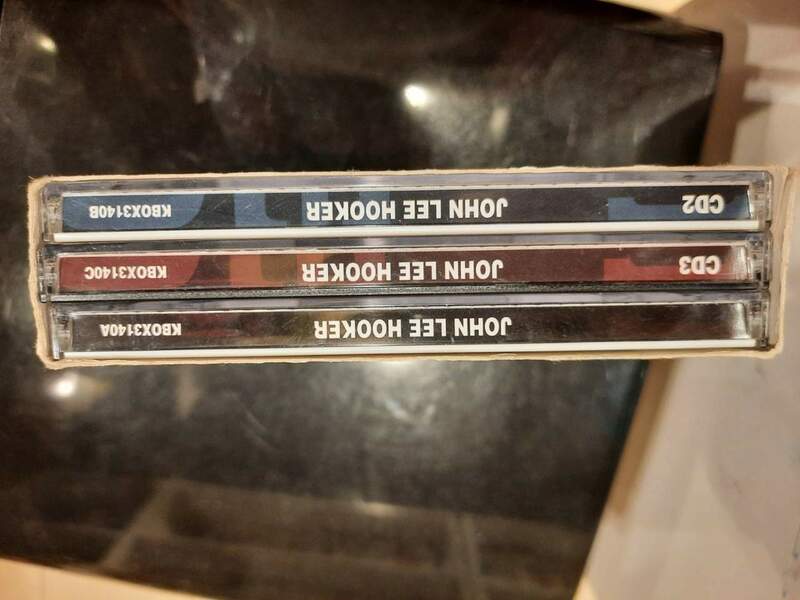 JOHN LEE HOOKER KBOX3140A
CD3 JOHN LEE HOOKER KBOX3140C
CD2 JOHN LEE HOOKER KBOX3140B